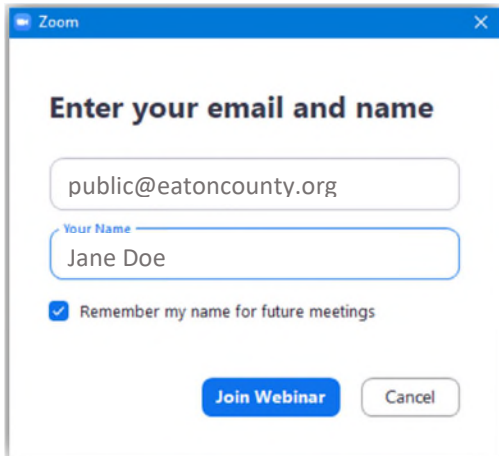 Zoom
Enter your email and name
public@eatoncounty.org
Your Name
Jane Doe
Remember my name for future meetings
Join Webinar
Cancel